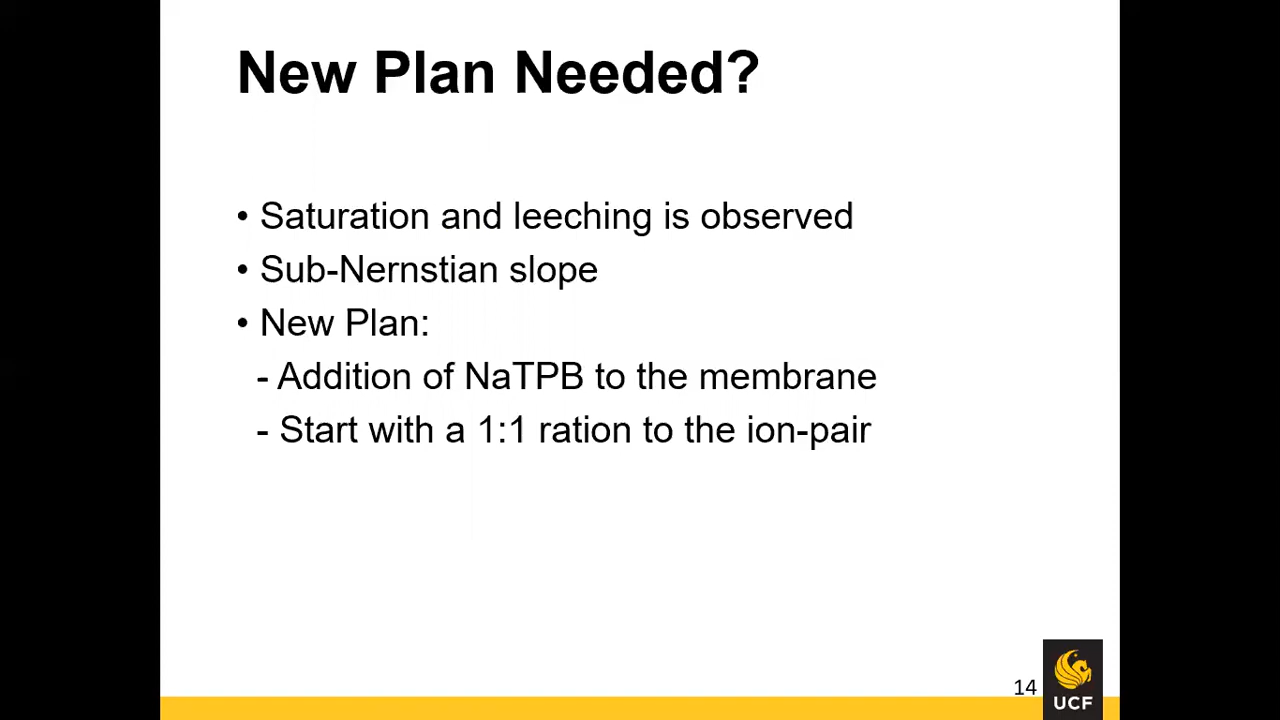 New Plan Needed?
• Saturation and leeching is observed
• Sub-Nernstian slope
• New Plan:
- Addition of NaTPB to the membrane
- Start with a 1:1 ration to the ion-pair
14
UCF